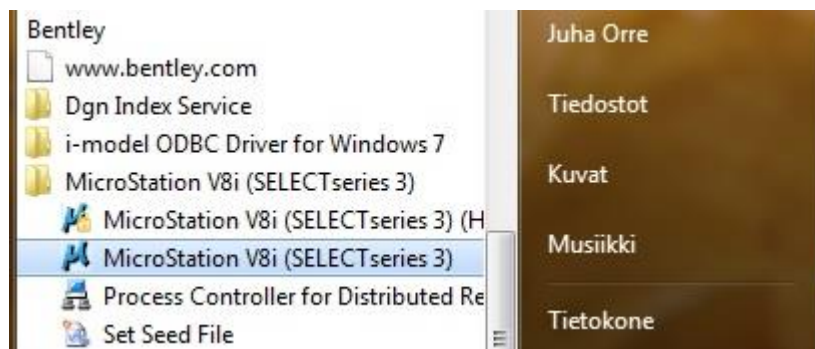 Bentley
www.bentley.com
Dgn Index Service
i-model ODBC Driver for Windows 7
MicroStation V8i (SELECTseries 3)
MicroStation V8i (SELECTseries 3) (H
MicroStation V8i (SELECTseries 3)
Process Controller for Distributed Re
Set Seed File
Juha Orre
Tiedostot
Kuvat
Musiikki
Tietokone